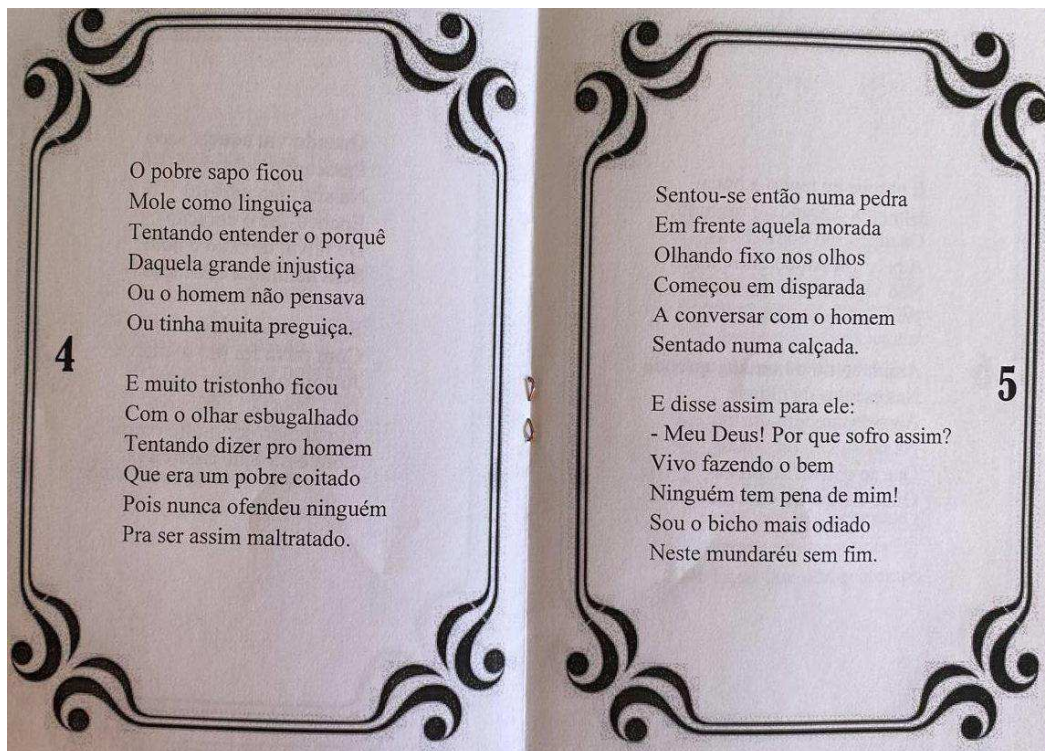 O pobre sapo ficou
Mole como linguiça
Tentando entender o porquê
Daquela grande injustiça
Ou o homem não pensava
Ou tinha muita preguiça.
E muito tristonho ficou
Com o olhar esbugalhado
Tentando dizer pro homem
Que era um pobre coitado
Pois nunca ofendeu ninguém
Pra ser assim maltratado.
4
Sentou-se então numa pedra
Em frente aquela morada
Olhando fixo nos olhos
Começou em disparada
A conversar com o homem
Sentado numa calçada.
E disse assim para ele:
- Meu Deus! Por que sofro assim?
Vivo fazendo o bem
Ninguém tem pena de mim!
Sou o bicho mais odiado
Neste mundaréu sem fim.
5